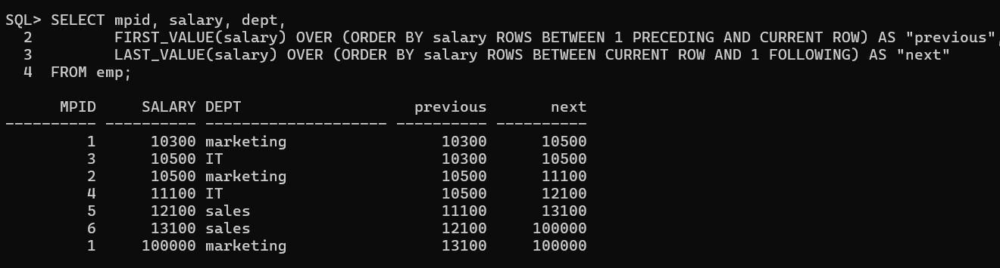 SQL> SELECT mpid, salary, dept,
  2         FIRST_VALUE(salary) OVER (ORDER BY salary ROWS BETWEEN 1 PRECEDING AND CURRENT ROW) AS "previous",
  3         LAST_VALUE(salary) OVER (ORDER BY salary ROWS BETWEEN CURRENT ROW AND 1 FOLLOWING) AS "next"
  4  FROM emp;

      MPID     SALARY DEPT                   previous       next
---------- ---------- -------------------- ---------- ----------
         1      10300 marketing                 10300      10500
         3      10500 IT                        10300      10500
         2      10500 marketing                 10500      11100
         4      11100 IT                        10500      12100
         5      12100 sales                     11100      13100
         6      13100 sales                     12100     100000
         1     100000 marketing                 13100     100000